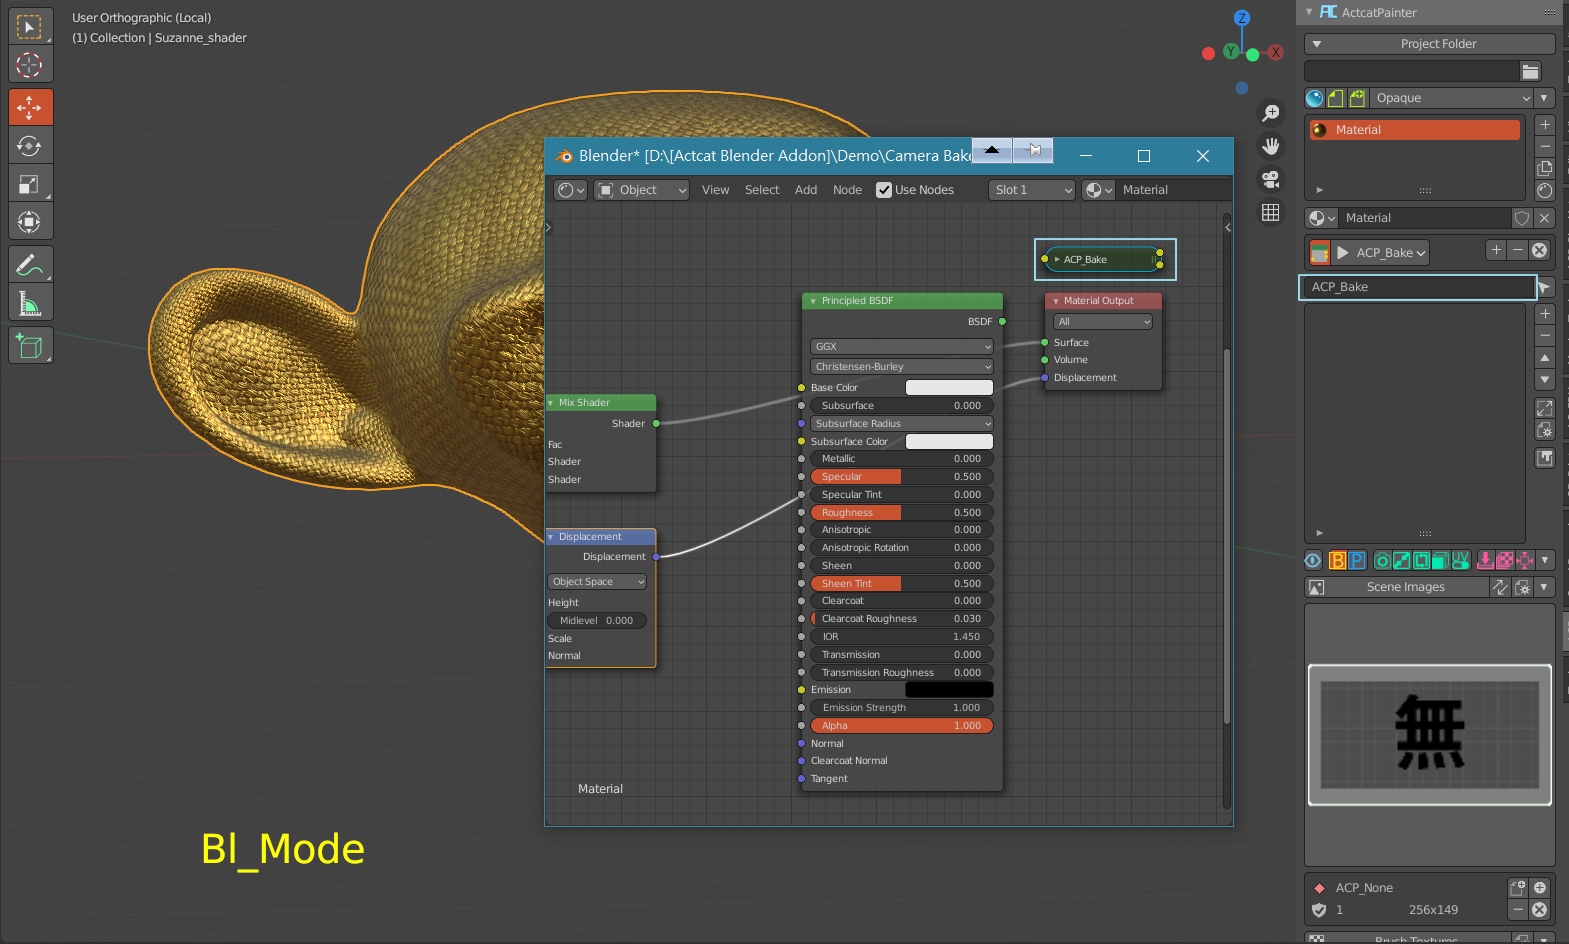 User Orthographic (Local)
(1) Collection | Suzanne_shader
Z
Y
X
Bl_Mode
Blender* [D:\[Actcat Blender Addon]\Demo\Camera Bake
Object
View
Select
Add
Node
Use Nodes
Slot 1
Material
ACP_Bake
Principled BSDF
BSDF
GGX
Christensen-Burley
Base Color
Subsurface 0.000
Subsurface Radius
Subsurface Color
Metallic 0.000
Specular 0.500
Specular Tint 0.000
Roughness 0.500
Anisotropic 0.000
Anisotropic Rotation 0.000
Sheen 0.000
Sheen Tint 0.500
Clearcoat 0.000
Clearcoat Roughness 0.030
IOR 1.450
Transmission 0.000
Transmission Roughness 0.000
Emission
Emission Strength 1.000
Alpha 1.000
Normal
Clearcoat Normal
Tangent
Material Output
All
Surface
Volume
Displacement
Mix Shader
Shader
Fac
Shader
Shader
Displacement
Displacement
Object Space
Height
Midlevel 0.000
Scale
Normal
Material
ActcatPainter
Project Folder
Opaque
Material
Material
ACP_Bake
ACP_Bake
B
P
UV
Scene Images
無
ACP_None
1
256x149
Brush Textures